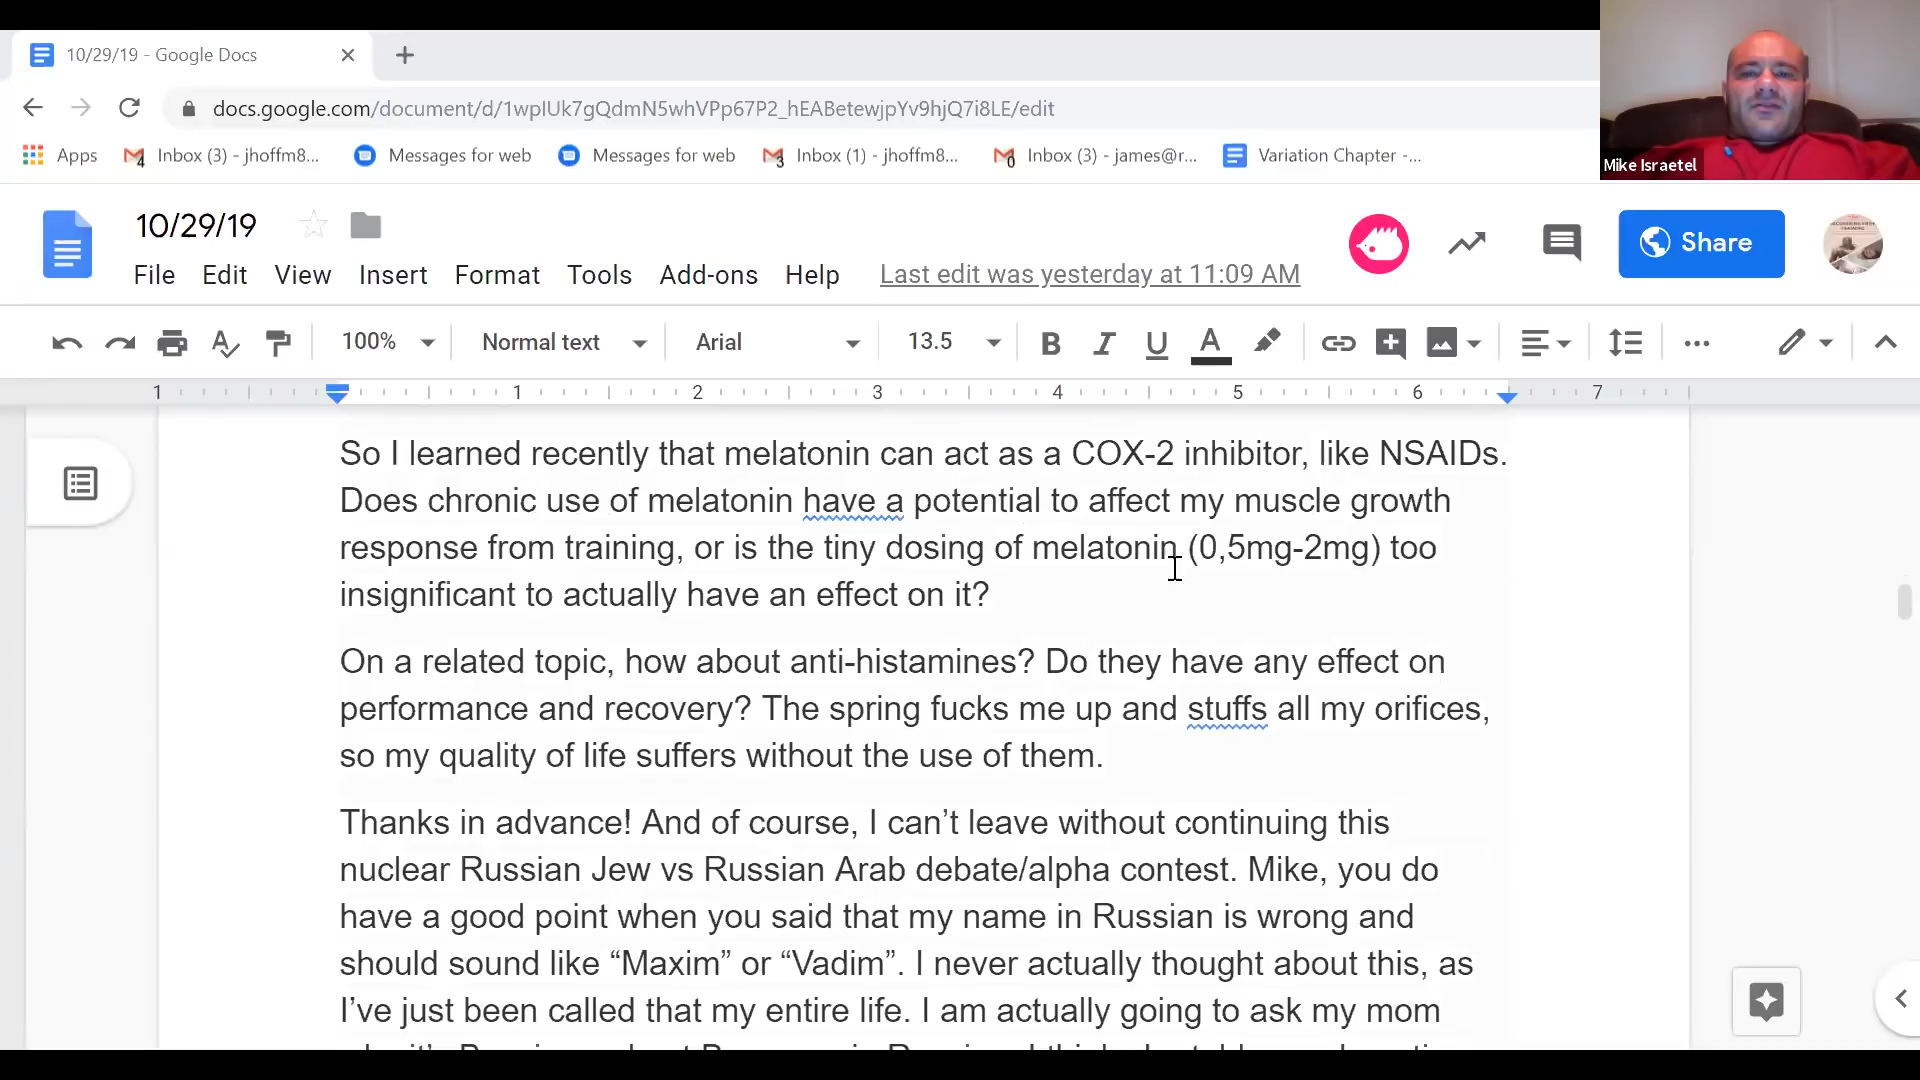 10/29/19 - Google Docs
docs.google.com/document/d/1wpIUk7gQdmN5whVPp67P2_hEABetewjpYv9hjQ7i8LE/edit
Apps Inbox (3) - jhoffm8... Messages for web Messages for web Inbox (1) - jhoffm8... Inbox (3) - james@r... Variation Chapter -...
Mike Israetel
10/29/19
File Edit View Insert Format Tools Add-ons Help Last edit was yesterday at 11:09 AM
Share
100% Normal text Arial 13.5 B I U A
1 1 2 3 4 5 6 7
So I learned recently that melatonin can act as a COX-2 inhibitor, like NSAIDs.
Does chronic use of melatonin have a potential to affect my muscle growth
response from training, or is the tiny dosing of melatonin (0,5mg-2mg) too
insignificant to actually have an effect on it?
On a related topic, how about anti-histamines? Do they have any effect on
performance and recovery? The spring fucks me up and stuffs all my orifices,
so my quality of life suffers without the use of them.
Thanks in advance! And of course, I can’t leave without continuing this
nuclear Russian Jew vs Russian Arab debate/alpha contest. Mike, you do
have a good point when you said that my name in Russian is wrong and
should sound like “Maxim” or “Vadim”. I never actually thought about this, as
I’ve just been called that my entire life. I am actually going to ask my mom